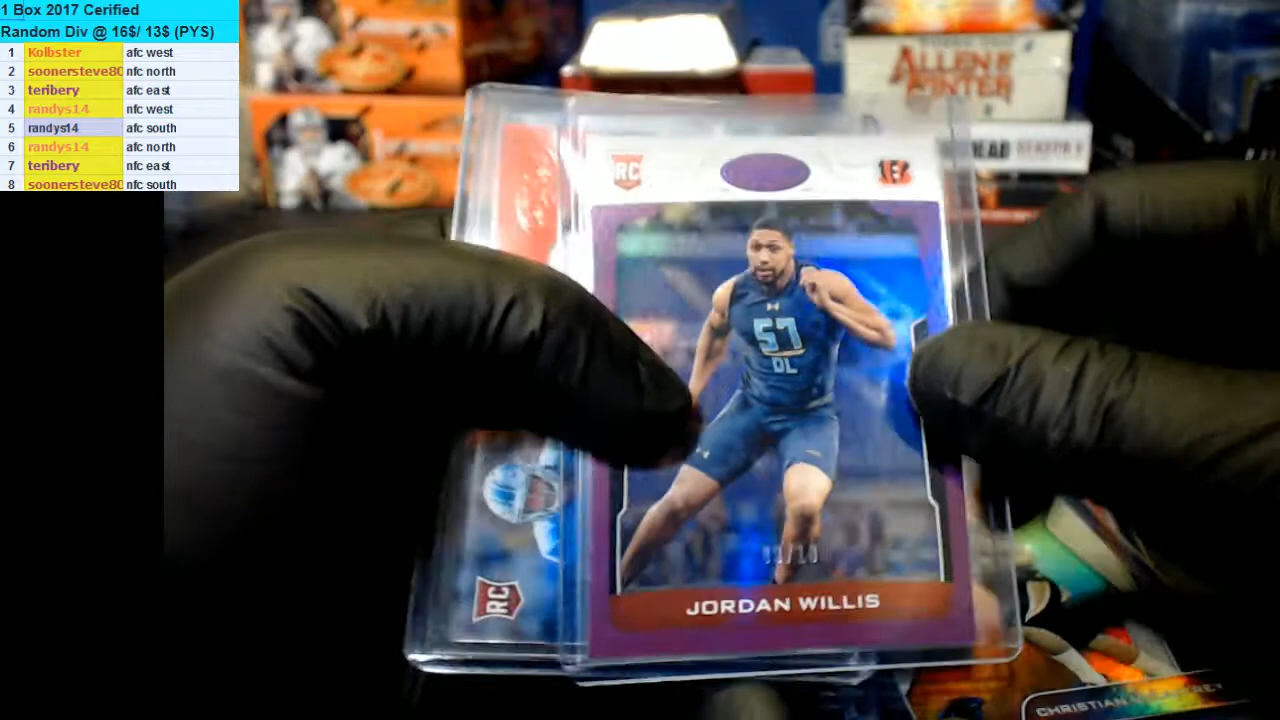 1 Box 2017 Cerified
Random Div @ 16$/ 13$ (PYS)
1 Kolbster afc west
2 soonersteve80 nfc north
3 teribery afc east
4 randys14 nfc west
5 randys14 afc south
6 randys14 afc north
7 teribery nfc east
8 soonersteve80 nfc south
ALLEN &
GINTER
RC
B
57
DL
JORDAN WILLIS
RC
CHRISTIAN